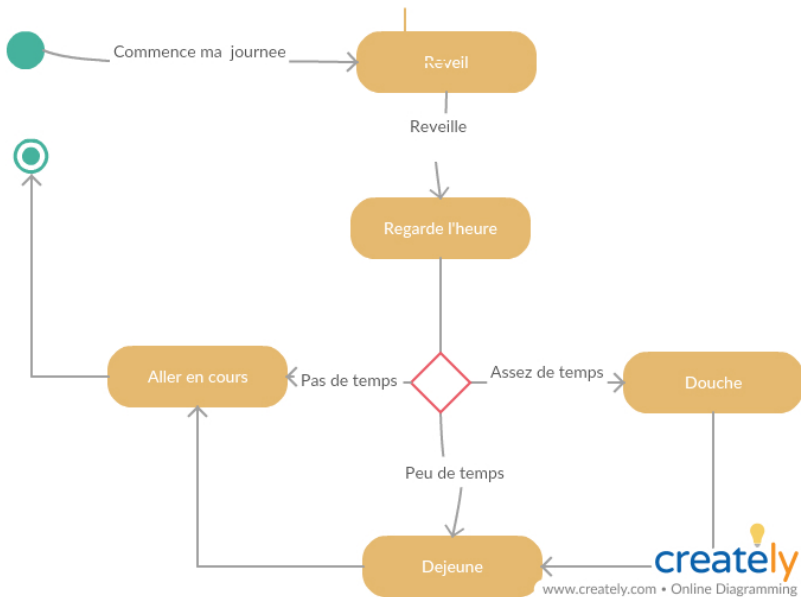 Commence ma journee
Reveil
Reveille
Regarde l'heure
Aller en cours
Pas de temps
Assez de temps
Douche
Peu de temps
Dejeune
creately
www.creately.com • Online Diagramming